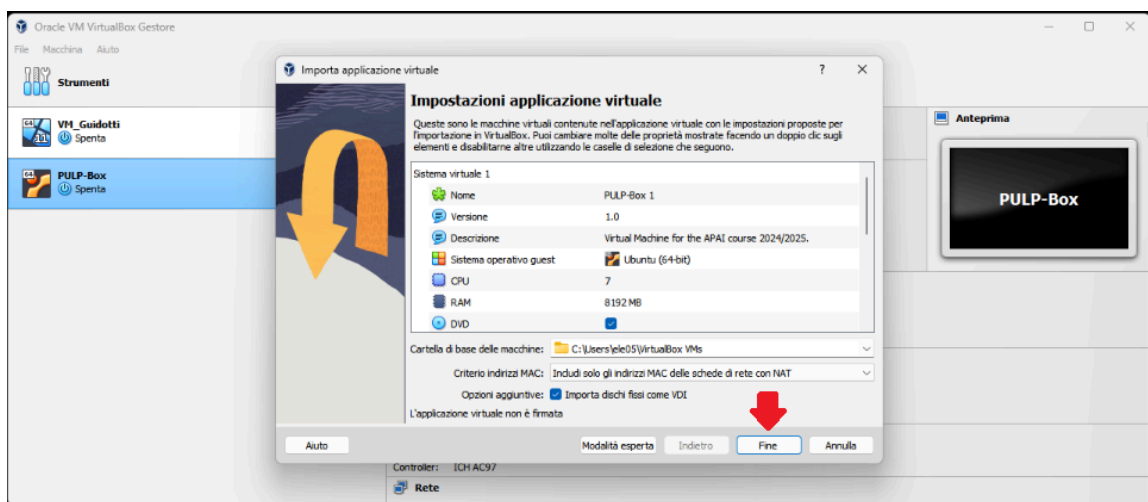 Oracle VM VirtualBox Gestore
File Macchina Aiuto
Strumenti
VM_Guidotti
Spenta
PULP-Box
Spenta
Importa applicazione virtuale
Impostazioni applicazione virtuale
Queste sono le macchine virtuali contenute nell'applicazione virtuale con le impostazioni proposte per
l'importazione in VirtualBox. Puoi cambiare molte delle proprietà mostrate facendo un doppio clic sugli
elementi e disabilitarne altre utilizzando le caselle di selezione che seguono.
Sistema virtuale 1
Nome PULP-Box 1
Versione 1.0
Descrizione Virtual Machine for the APAI course 2024/2025.
Sistema operativo guest Ubuntu (64-bit)
CPU 7
RAM 8192 MB
DVD
Cartella di base delle macchine: C:\Users\ele05\VirtualBox VMs
Criterio indirizzi MAC: Includi solo gli indirizzi MAC delle schede di rete con NAT
Opzioni aggiuntive: Importa dischi fissi come VDI
L'applicazione virtuale non è firmata
Aiuto Modalità esperta Indietro Fine Annulla
Controller: ICH AC97
Rete
Anteprima
PULP-Box